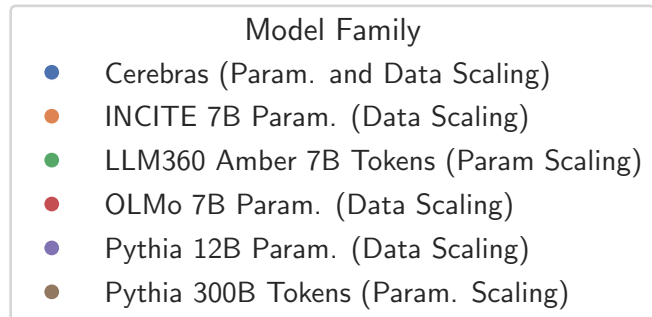 Model Family
Cerebras (Param. and Data Scaling)
INCITE 7B Param. (Data Scaling)
LLM360 Amber 7B Tokens (Param Scaling)
OLMo 7B Param. (Data Scaling)
Pythia 12B Param. (Data Scaling)
Pythia 300B Tokens (Param. Scaling)